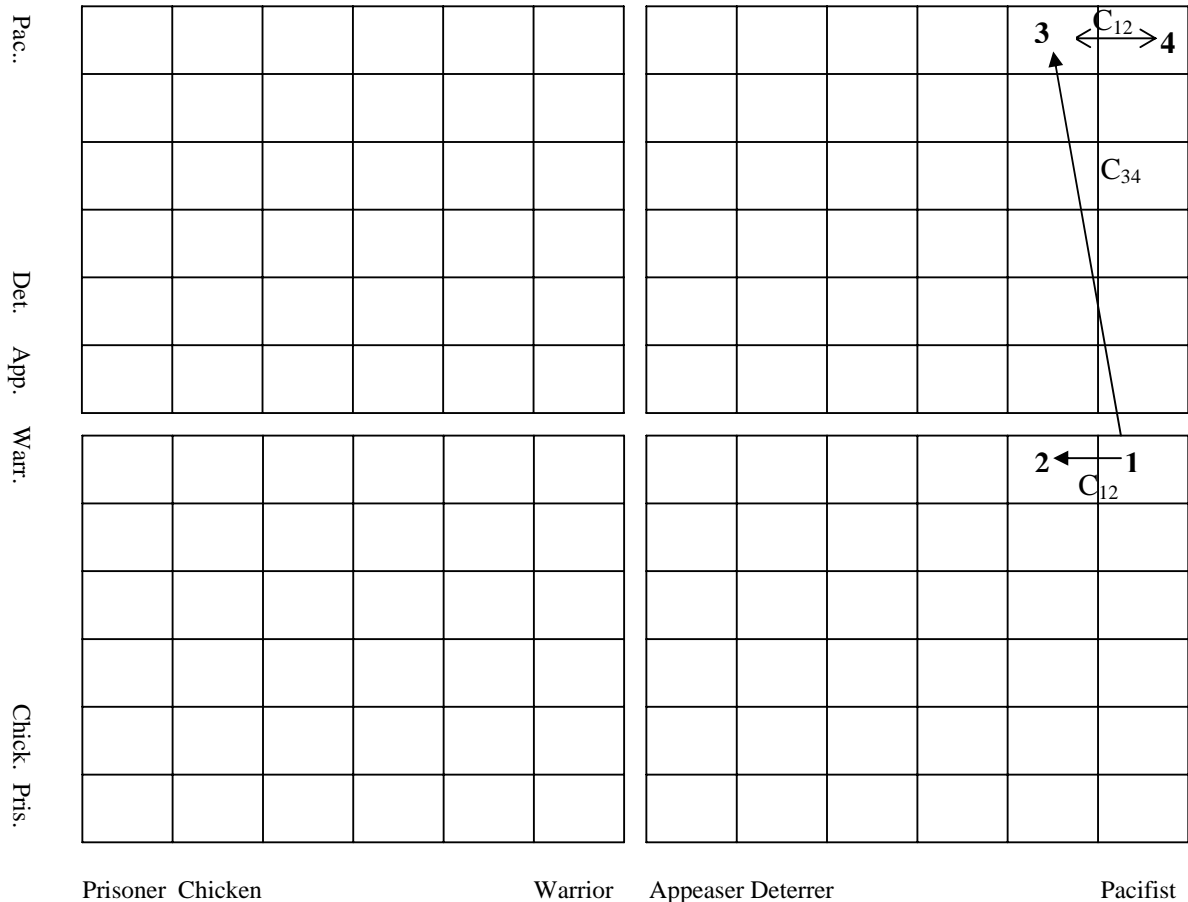 Pac..
Det.
App.
Warr.
Chick.
Pris.
C12
3
4
C34
2
1
C12
Prisoner Chicken Warrior Appeaser Deterrer Pacifist